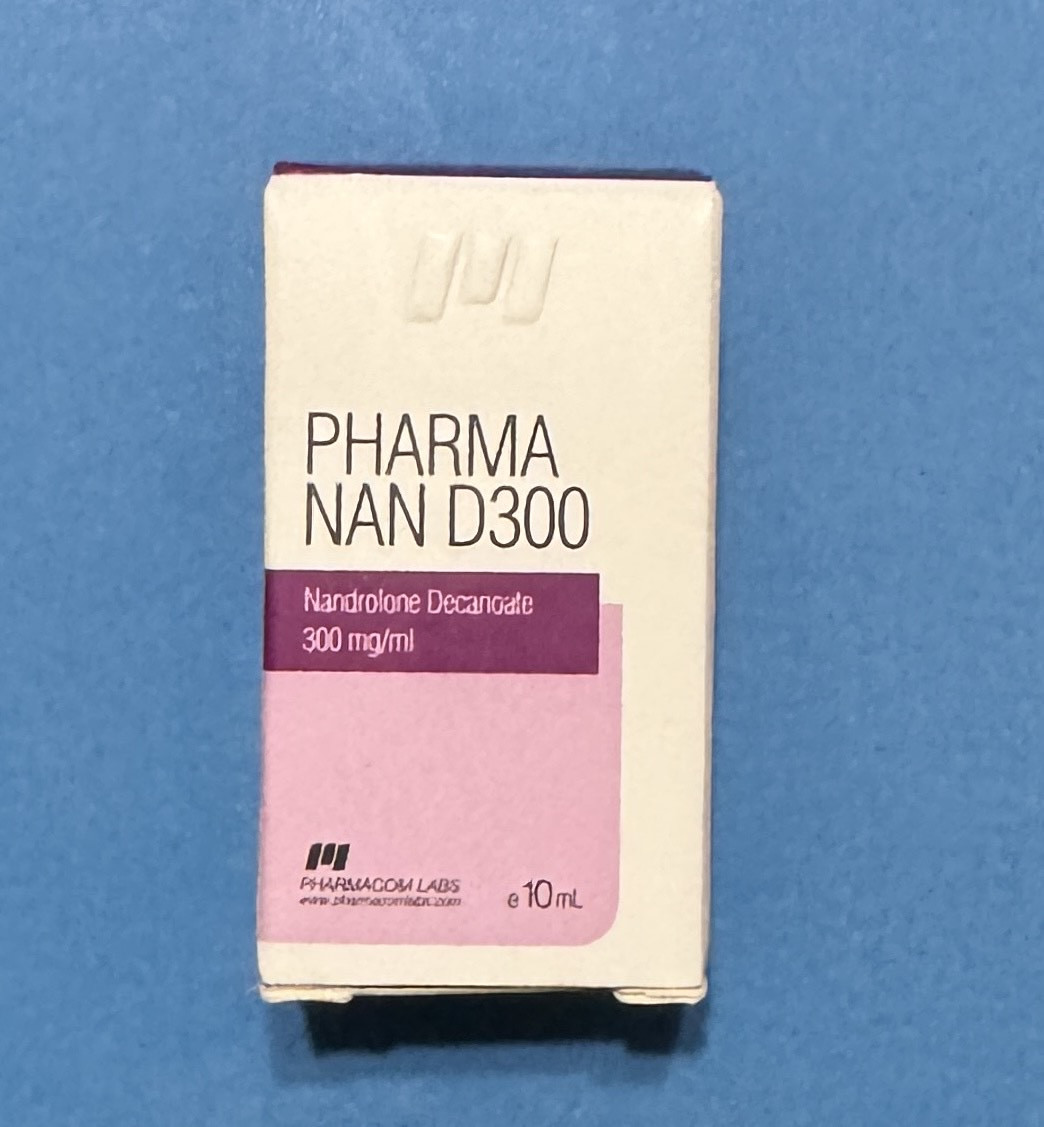 PHARMA
NAN D300
Nandrolone Decanoate
300 mg/ml
PHARMACOM LABS
e 10 mL